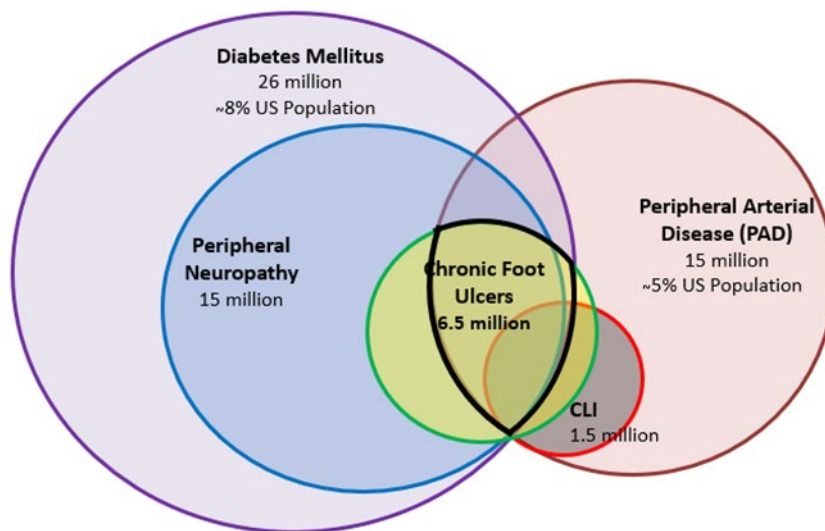 Diabetes Mellitus
26 million
~8% US Population
Peripheral
Neuropathy
15 million
Chronic Foot
Ulcers
6.5 million
Peripheral Arterial
Disease (PAD)
15 million
~5% US Population
CLI
1.5 million